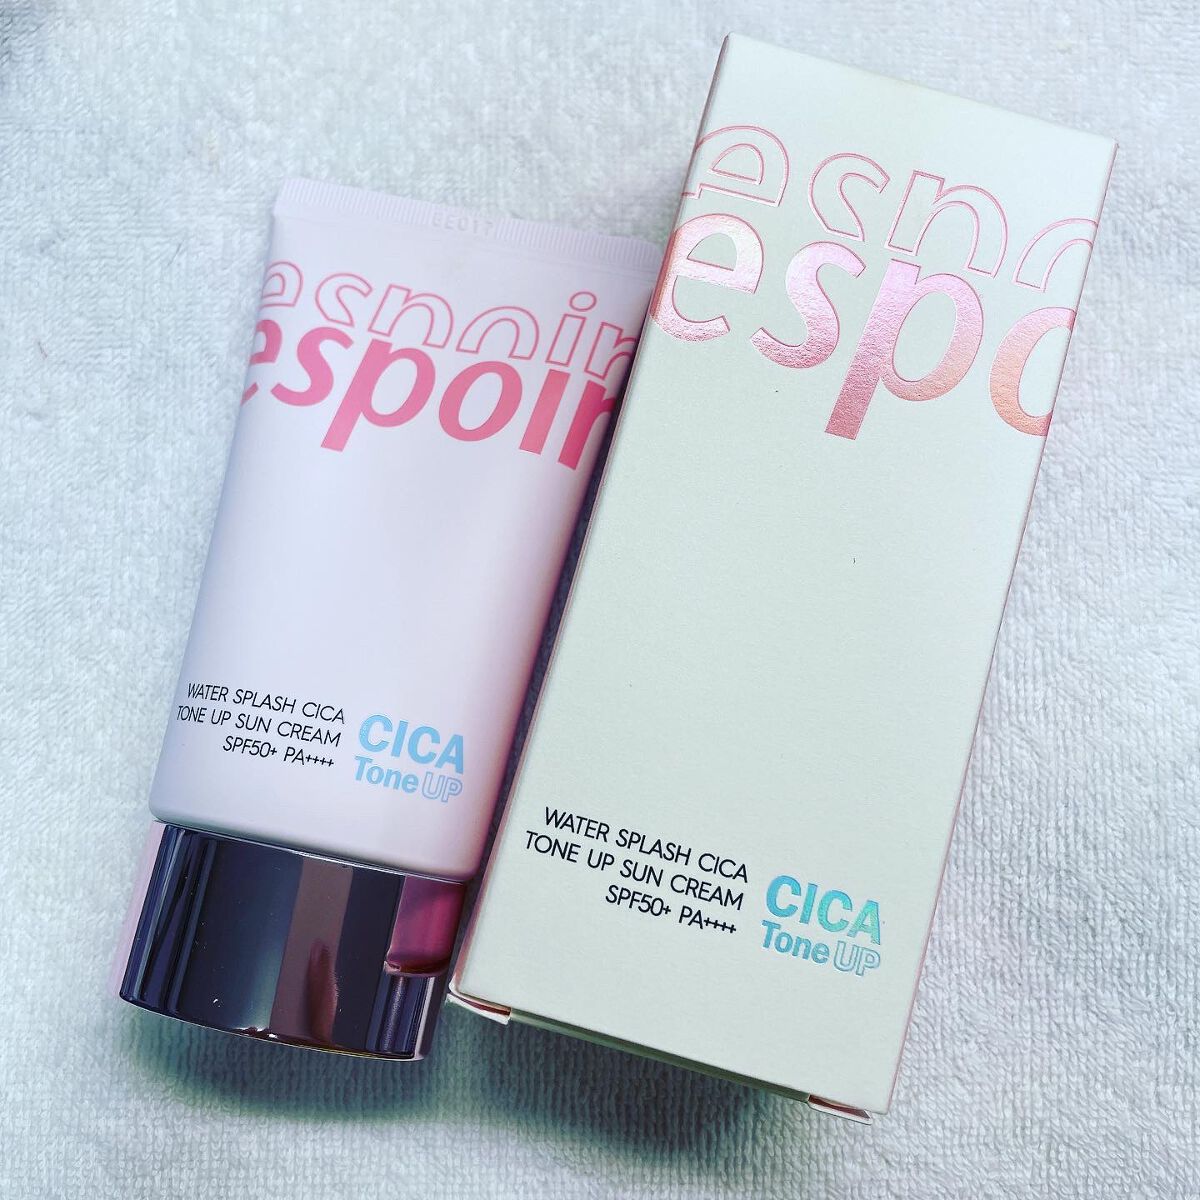 EE0TT
espoir
espoir
WATER SPLASH CICA
TONE UP SUN CREAM
SPF50+ PA++++
CICA
Tone UP
espo
espo
WATER SPLASH CICA
TONE UP SUN CREAM
SPF50+ PA++++
CICA
Tone UP